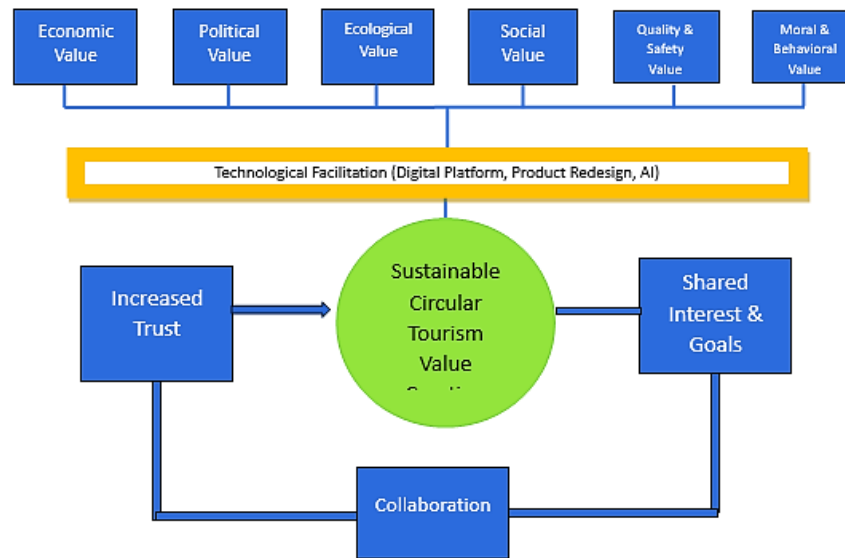 Economic
Value
Political
Value
Ecological
Value
Social
Value
Quality &
Safety
Value
Moral &
Behavioral
Value
Technological Facilitation (Digital Platform, Product Redesign, AI)
Increased
Trust
Sustainable
Circular
Tourism
Value
Shared
Interest &
Goals
Collaboration